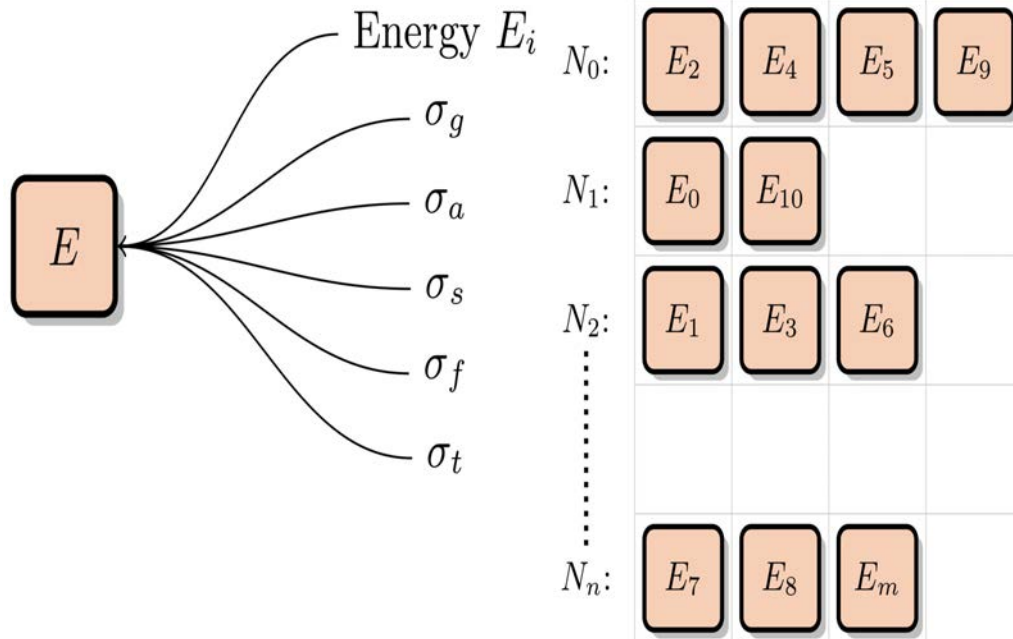 Energy E_i
σ_g
σ_a
E
σ_s
σ_f
σ_t
N_0: E_2 E_4 E_5 E_9
N_1: E_0 E_10
N_2: E_1 E_3 E_6
N_n: E_7 E_8 E_m